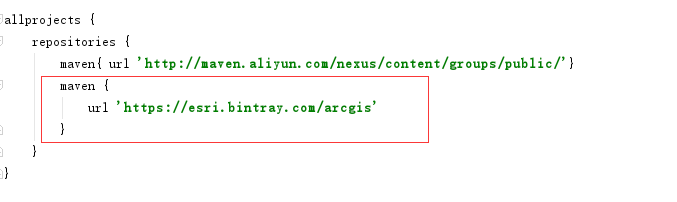 allprojects {
    repositories {
        maven{ url 'http://maven.aliyun.com/nexus/content/groups/public/'}
        maven {
            url 'https://esri.bintray.com/arcgis'
        }
    }
}